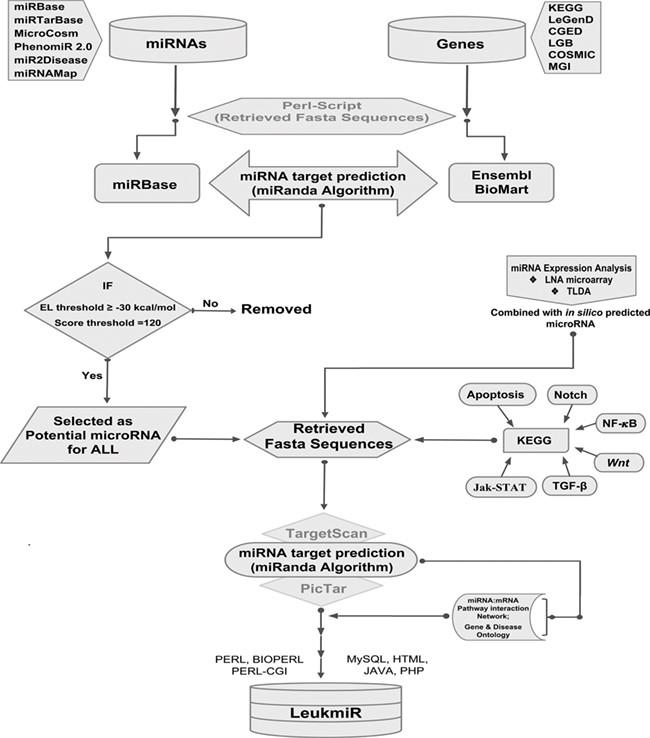 miRBase
miRTarBase
MicroCosm
PhenomiR 2.0
miR2Disease
miRNAMap
miRNAs
Genes
KEGG
LeGenD
CGED
LGB
COSMIC
MGI
Perl-Script
(Retrieved Fasta Sequences)
miRBase
miRNA target prediction
(miRanda Algorithm)
Ensembl
BioMart
IF
EL threshold ≥ -30 kcal/mol
Score threshold =120
No
Removed
Yes
miRNA Expression Analysis
❖ LNA microarray
❖ TLDA
Combined with in silico predicted
microRNA
Selected as
Potential microRNA
for ALL
Retrieved
Fasta Sequences
Apoptosis
Notch
NF-κB
KEGG
Wnt
Jak-STAT
TGF-β
TargetScan
miRNA target prediction
(miRanda Algorithm)
PicTar
miRNA:mRNA
Pathway interaction
Network;
Gene & Disease
Ontology
PERL, BIOPERL
PERL-CGI
MySQL, HTML,
JAVA, PHP
LeukmiR